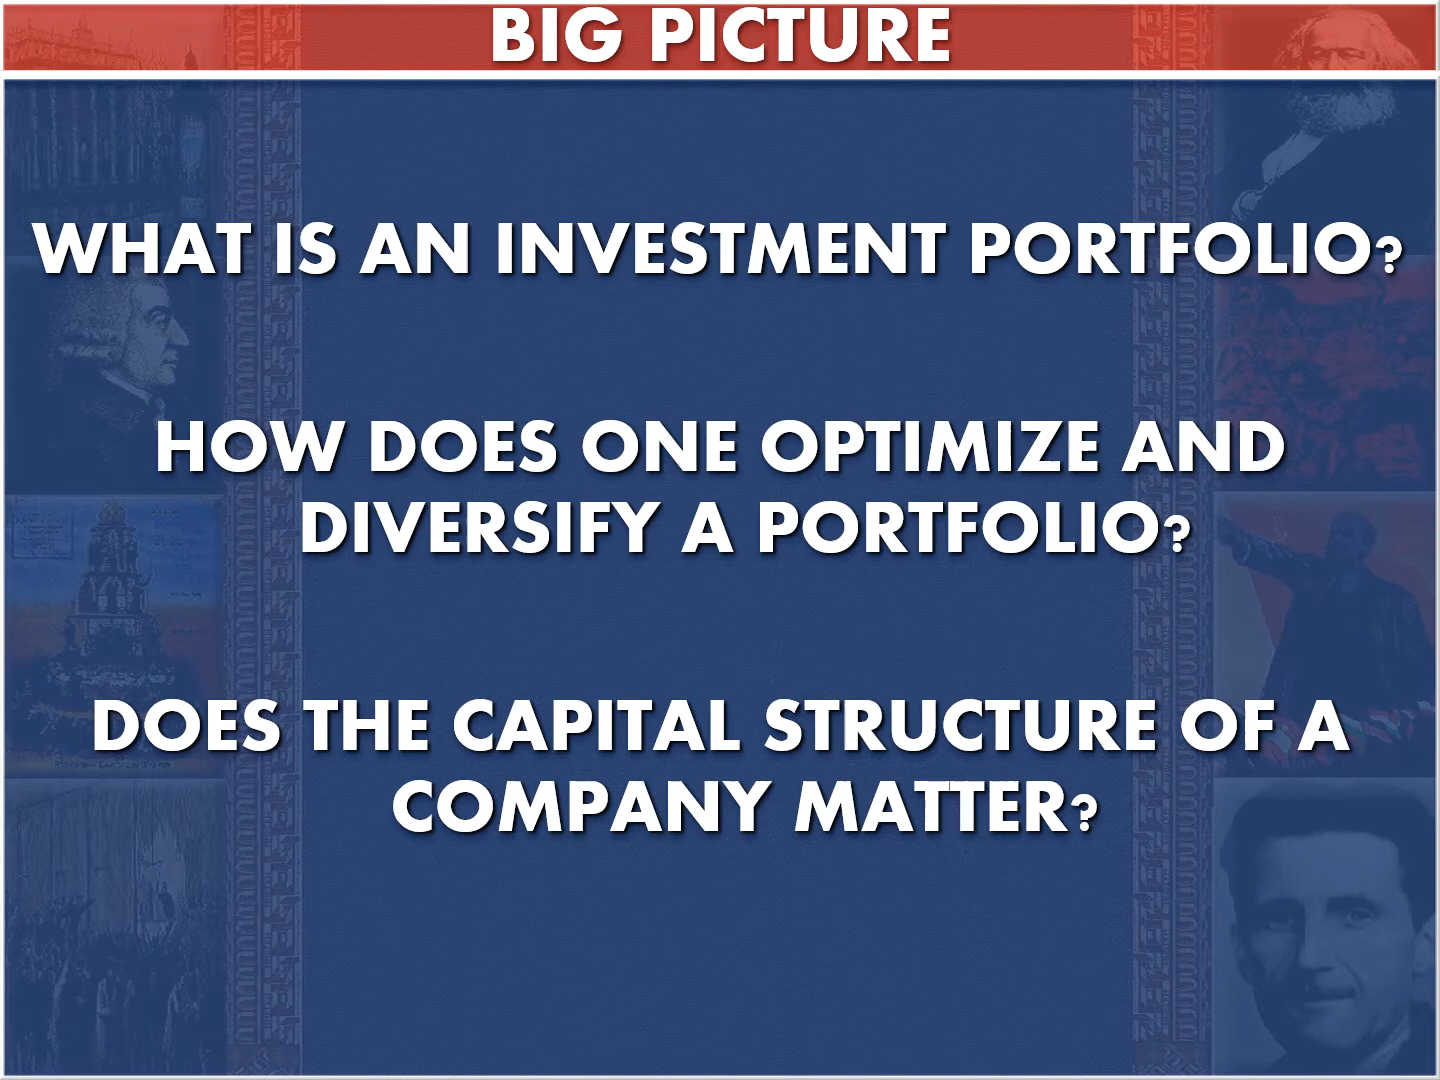 BIG PICTURE
WHAT IS AN INVESTMENT PORTFOLIO?
HOW DOES ONE OPTIMIZE AND
DIVERSIFY A PORTFOLIO?
DOES THE CAPITAL STRUCTURE OF A
COMPANY MATTER?